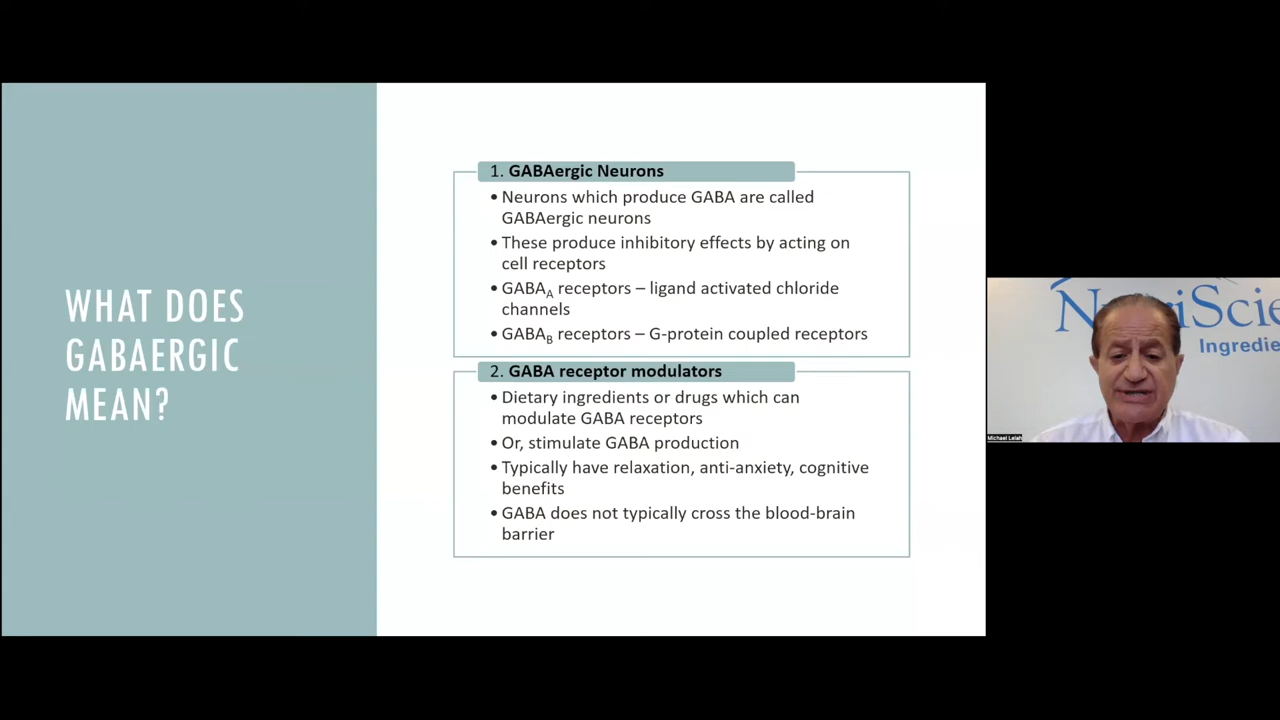 WHAT DOES
GABAERGIC
MEAN?
1. GABAergic Neurons
• Neurons which produce GABA are called
GABAergic neurons
• These produce inhibitory effects by acting on
cell receptors
• GABAA receptors – ligand activated chloride
channels
• GABAB receptors – G-protein coupled receptors
2. GABA receptor modulators
• Dietary ingredients or drugs which can
modulate GABA receptors
• Or, stimulate GABA production
• Typically have relaxation, anti-anxiety, cognitive
benefits
• GABA does not typically cross the blood-brain
barrier
Ingredie
Michael Lelah